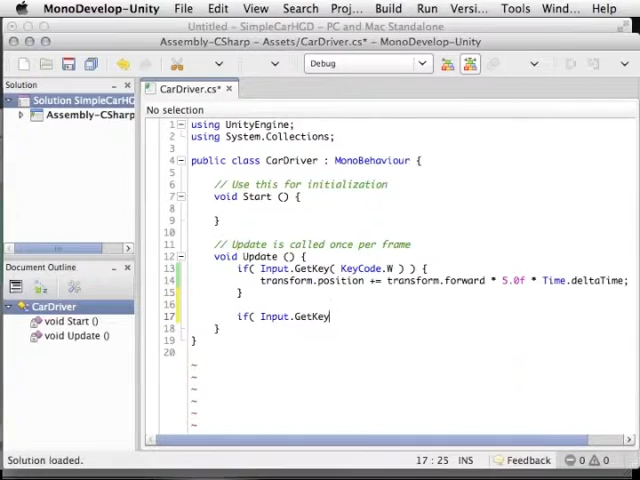 MonoDevelop-Unity File Edit View Search Proj... Build Run Versi... Tools Wind... Help
Untitled - SimpleCarHGD - PC and Mac Standalone
Assembly-CSharp - Assets/CarDriver.cs* - MonoDevelop-Unity
Debug
Solution
CarDriver.cs*
No selection
Solution SimpleCarHGD
Assembly-CSharp
Document Outline
CarDriver
void Start ()
void Update ()
1 using UnityEngine;
2 using System.Collections;
3
4 public class CarDriver : MonoBehaviour {
5
6 // Use this for initialization
7 void Start () {
8
9 }
10
11 // Update is called once per frame
12 void Update () {
13 if( Input.GetKey( KeyCode.W ) ) {
14 transform.position += transform.forward * 5.0f * Time.deltaTime;
15 }
16
17 if( Input.GetKey
18 }
19 }
20
~
~
~
~
~
~
Solution loaded.
17 : 25 INS
Feedback
0
0